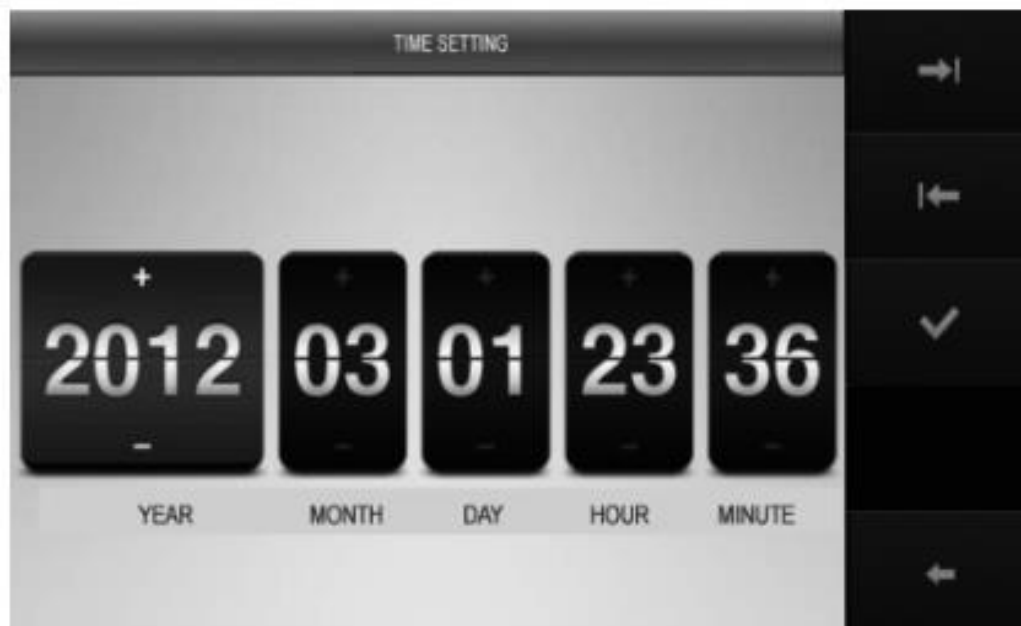 TIME SETTING
+ + + + +
2012 03 01 23 36
- - - - -
YEAR MONTH DAY HOUR MINUTE